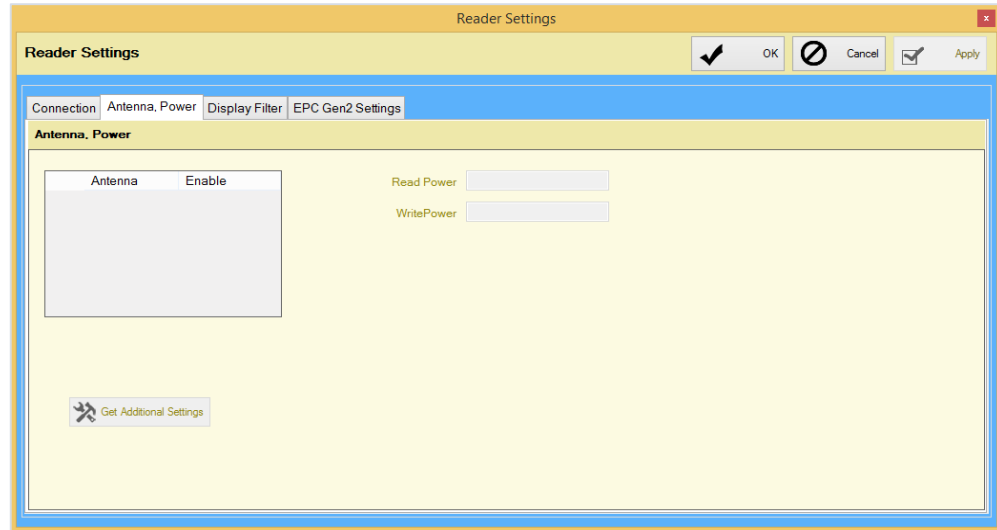 Reader Settings
x
Reader Settings
OK
Cancel
Apply
Connection
Antenna, Power
Display Filter
EPC Gen2 Settings
Antenna, Power
Antenna Enable
Read Power
WritePower
Get Additional Settings